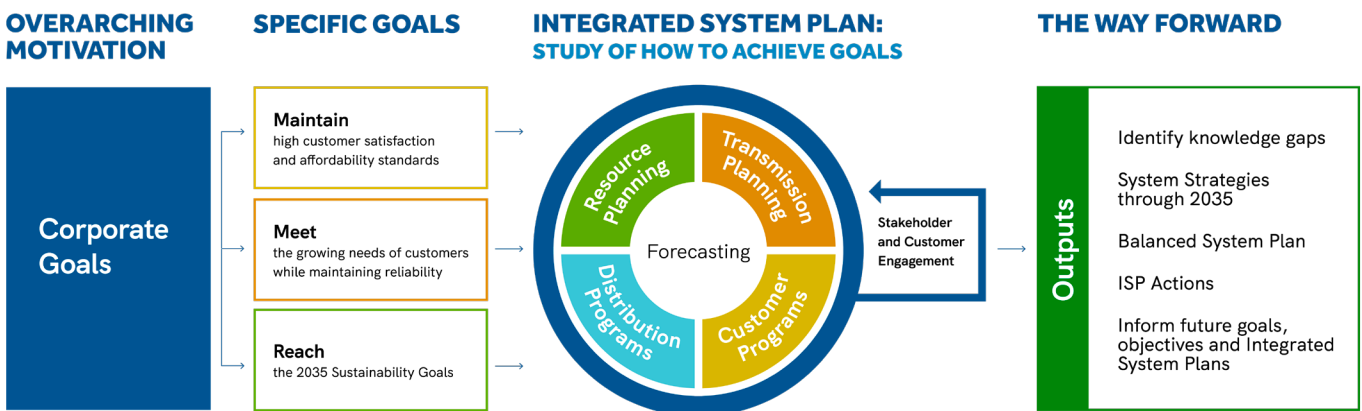 OVERARCHING
MOTIVATION
SPECIFIC GOALS
INTEGRATED SYSTEM PLAN:
STUDY OF HOW TO ACHIEVE GOALS
THE WAY FORWARD
Corporate
Goals
Maintain
high customer satisfaction
and affordability standards
Meet
the growing needs of customers
while maintaining reliability
Reach
the 2035 Sustainability Goals
Resource
Planning
Transmission
Planning
Forecasting
Distribution
Programs
Customer
Programs
Stakeholder
and Customer
Engagement
Outputs
Identify knowledge gaps
System Strategies
through 2035
Balanced System Plan
ISP Actions
Inform future goals,
objectives and Integrated
System Plans